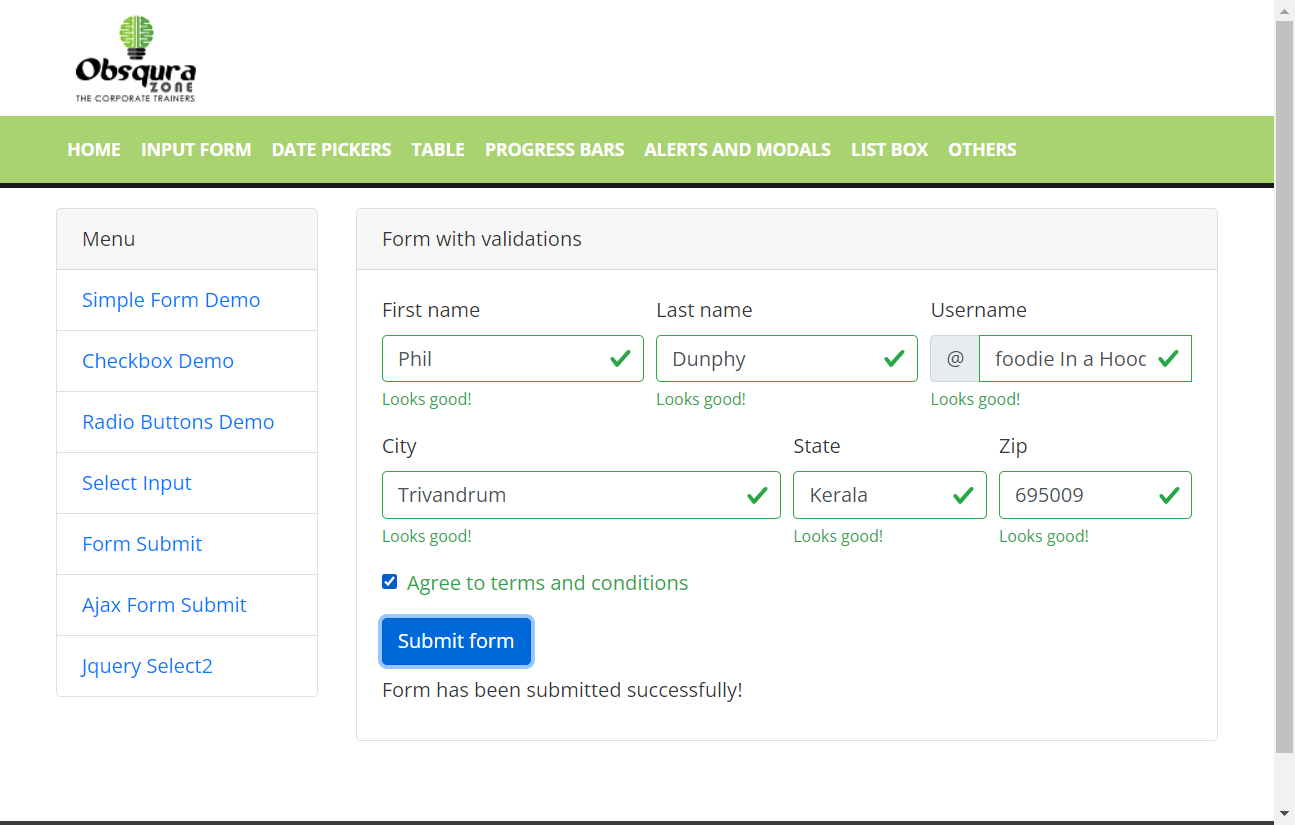 Obsqura
ZONE
THE CORPORATE TRAINERS
HOME INPUT FORM DATE PICKERS TABLE PROGRESS BARS ALERTS AND MODALS LIST BOX OTHERS
Menu
Simple Form Demo
Checkbox Demo
Radio Buttons Demo
Select Input
Form Submit
Ajax Form Submit
Jquery Select2
Form with validations
First name Last name Username
Phil Dunphy @ foodie In a Hood
Looks good! Looks good! Looks good!
City State Zip
Trivandrum Kerala 695009
Looks good! Looks good! Looks good!
Agree to terms and conditions
Submit form
Form has been submitted successfully!